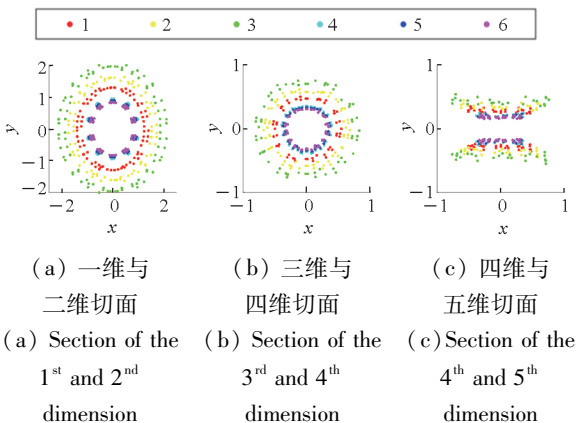 1 2 3 4 5 6
2
1
0
−1
−2
y
−2 0 2
x
1
0
−1
y
−1 0 1
x
1
0
−1
y
−1 0 1
x
(a) 一维与
二维切面
(a) Section of the
1st and 2nd
dimension
(b) 三维与
四维切面
(b) Section of the
3rd and 4th
dimension
(c) 四维与
五维切面
(c)Section of the
4th and 5th
dimension